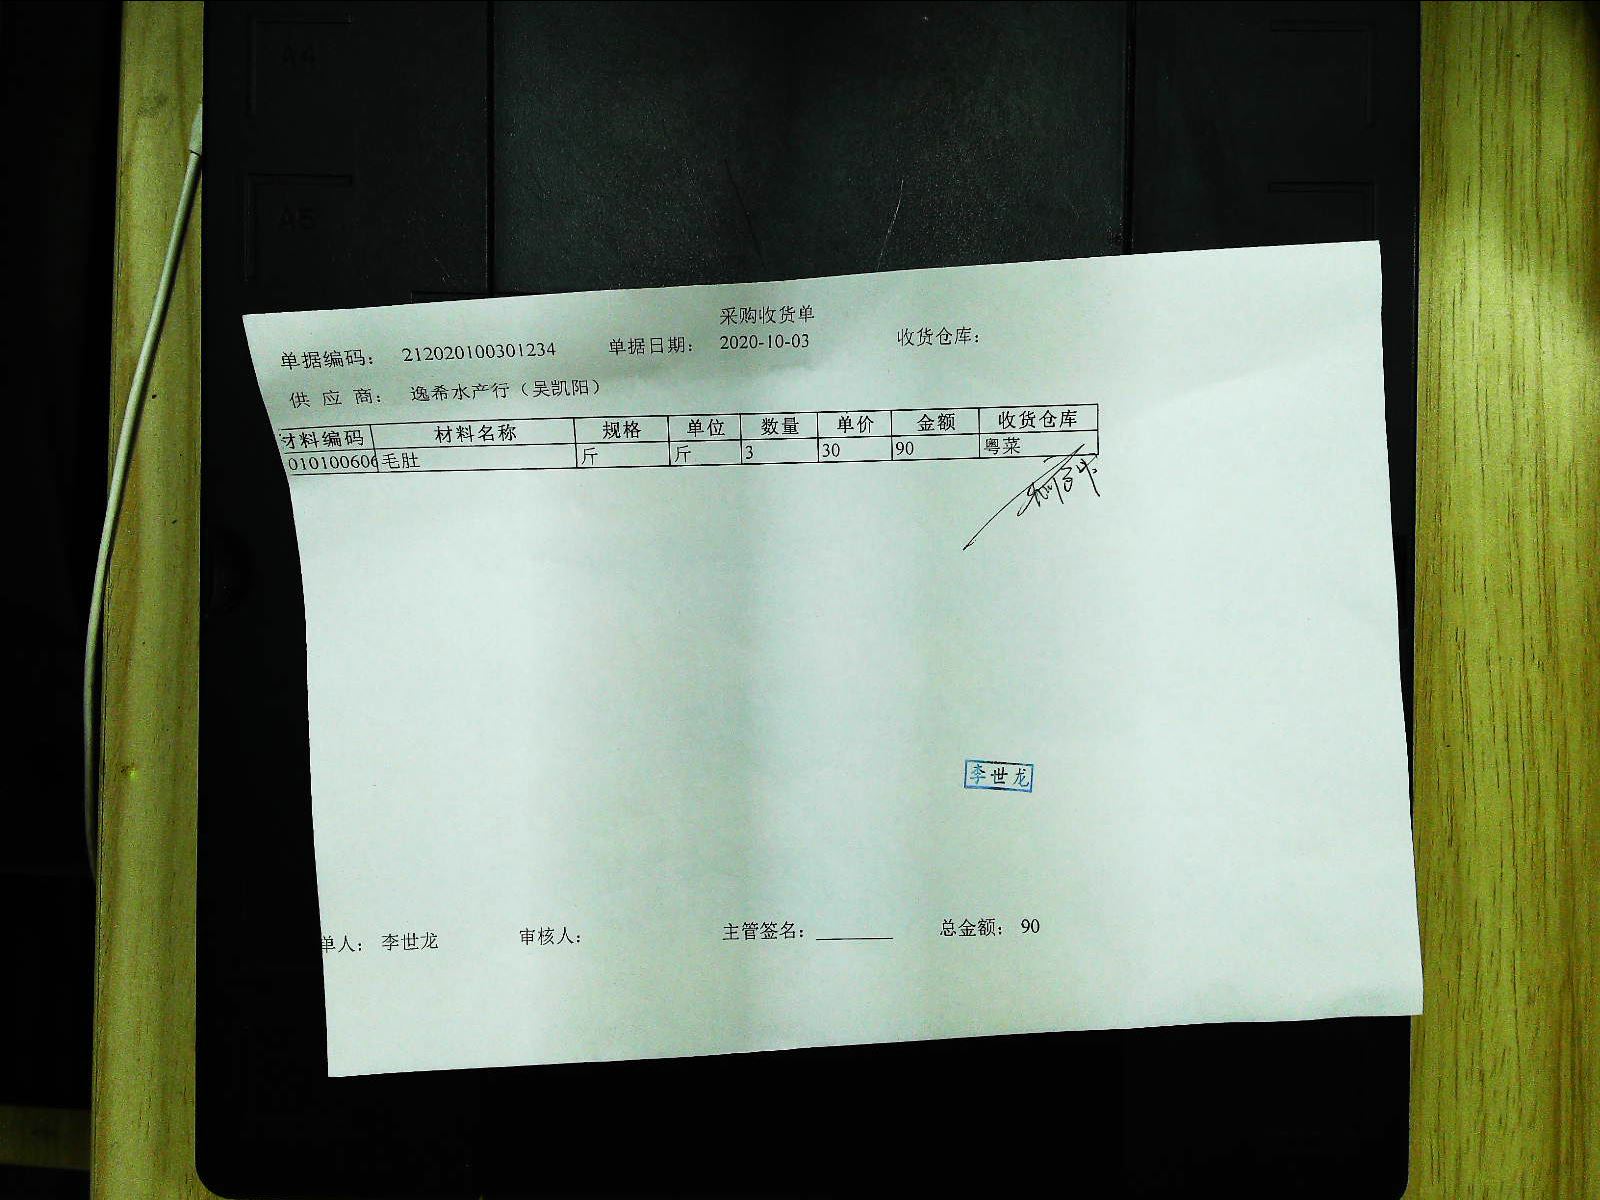 A4
A5
采购收货单
单据编码： 212020100301234 单据日期： 2020-10-03 收货仓库：
供 应 商： 逸希水产行（吴凯阳）
材料编码 材料名称 规格 单位 数量 单价 金额 收货仓库
010100606 毛肚 斤 斤 3 30 90 粤菜
李世龙
单人： 李世龙 审核人： 主管签名： ________ 总金额： 90